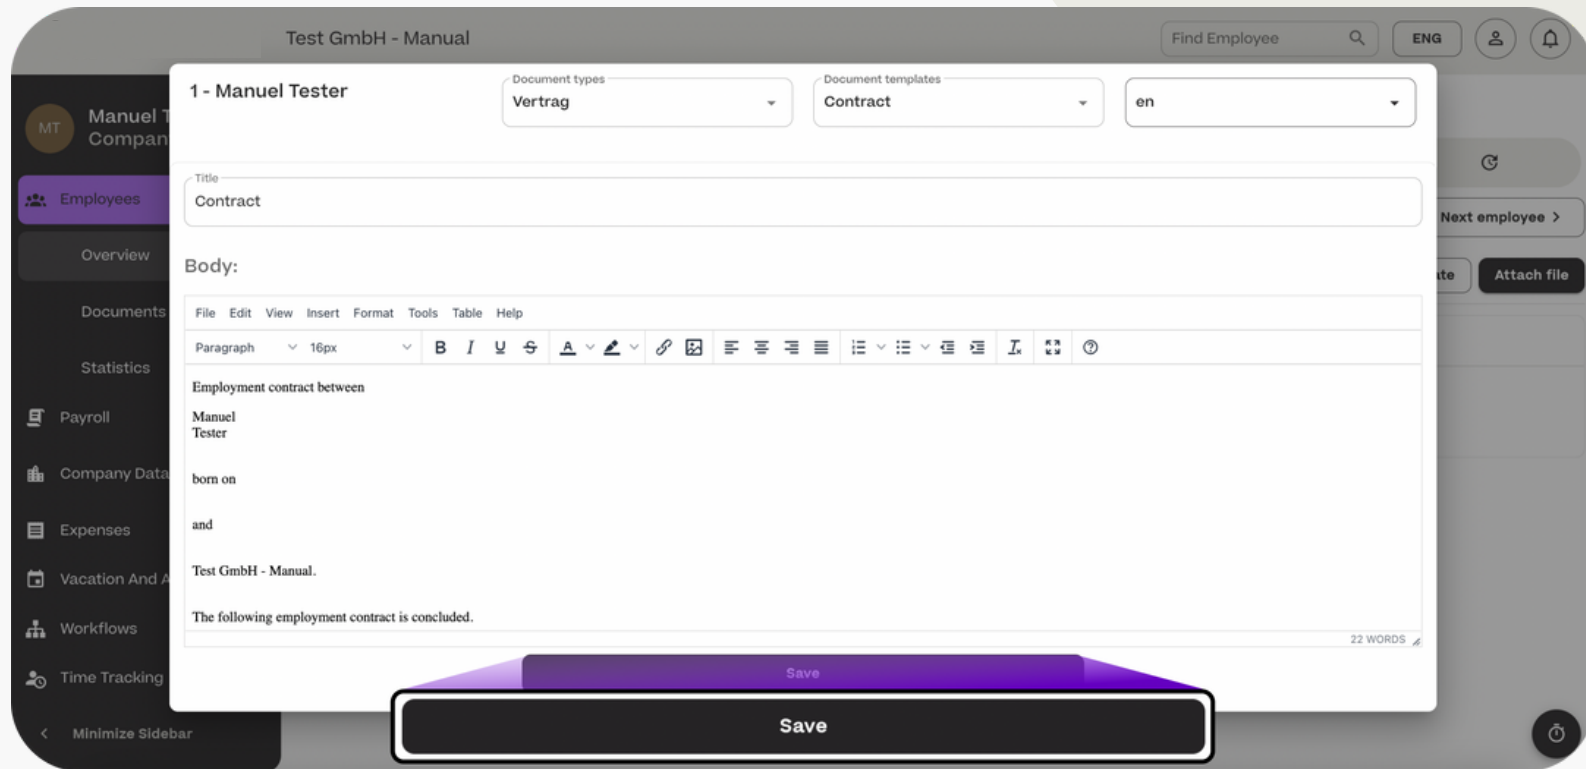 Test GmbH - Manual
Find Employee
ENG
MT
Manuel T
Compan
Employees
Overview
Documents
Statistics
Payroll
Company Data
Expenses
Vacation And A
Workflows
Time Tracking
Minimize Sidebar
1 - Manuel Tester
Document types
Vertrag
Document templates
Contract
en
Title
Contract
Body:
File Edit View Insert Format Tools Table Help
Paragraph 16px B I U S A
Employment contract between
Manuel
Tester
born on
and
Test GmbH - Manual.
The following employment contract is concluded.
22 WORDS
Save
Save
Next employee
ate
Attach file